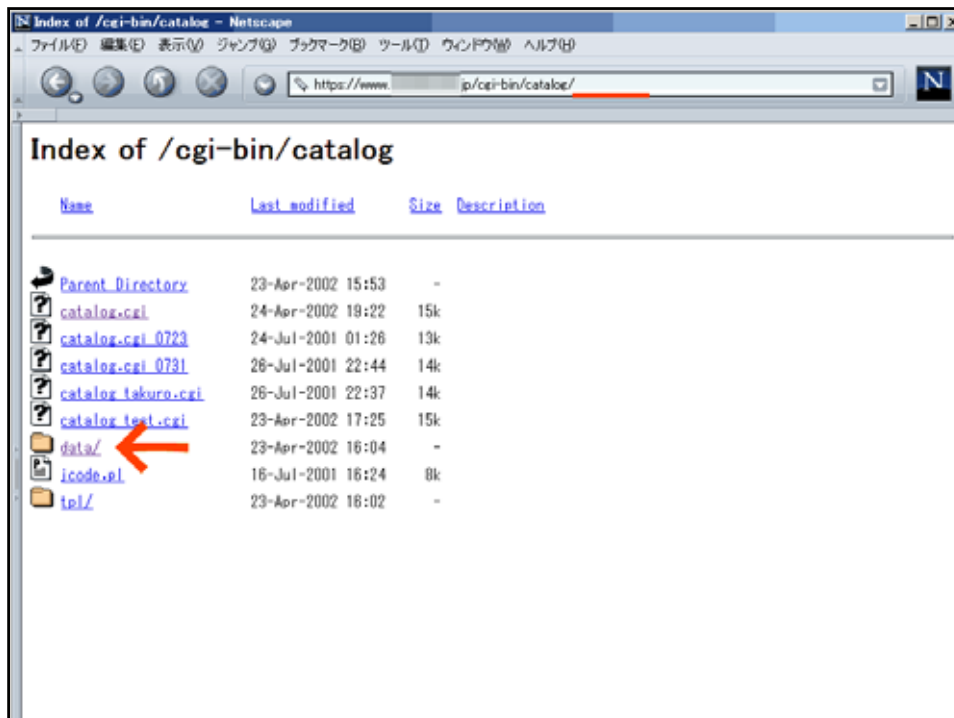 Index of /cgi-bin/catalog - Netscape
ファイル(F) 編集(E) 表示(V) ジャンプ(G) ブックマーク(B) ツール(T) ウィンドウ(W) ヘルプ(H)
https://www. jp/cgi-bin/catalog/
N
Index of /cgi-bin/catalog
Name Last modified Size Description
Parent Directory 23-Apr-2002 15:53 -
catalog.cgi 24-Apr-2002 19:22 15k
catalog.cgi_0723 24-Jul-2001 01:26 13k
catalog.cgi_0731 26-Jul-2001 22:44 14k
catalog_takuro.cgi 26-Jul-2001 22:37 14k
catalog_test.cgi 23-Apr-2002 17:25 15k
data/ 23-Apr-2002 16:04 -
jcode.pl 16-Jul-2001 16:24 8k
tpl/ 23-Apr-2002 16:02 -